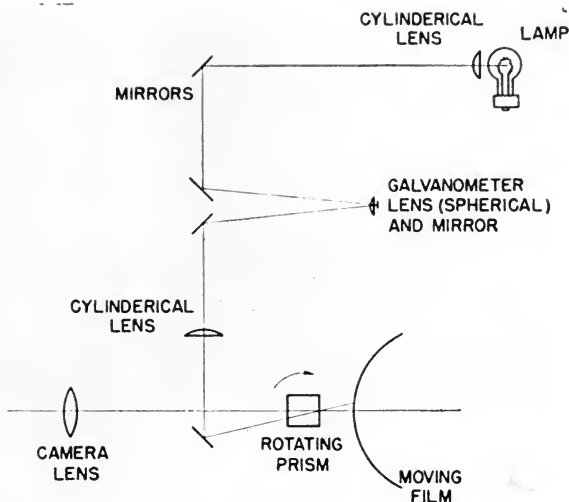 CYLINDERICAL
LENS
LAMP
MIRRORS
GALVANOMETER
LENS (SPHERICAL)
AND MIRROR
CYLINDERICAL
LENS
CAMERA
LENS
ROTATING
PRISM
MOVING
FILM